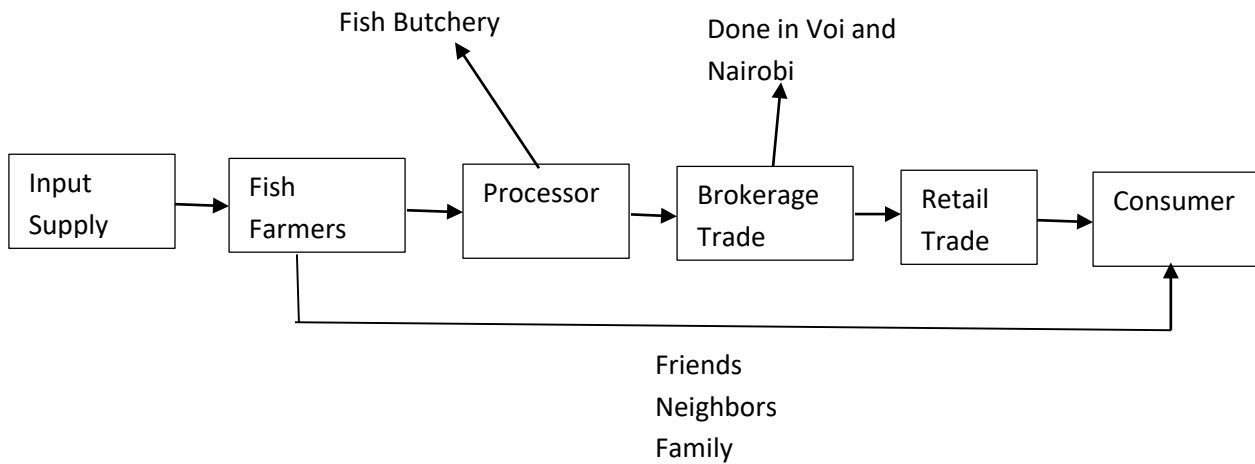 Fish Butchery
Done in Voi and
Nairobi
Input
Supply
Fish
Farmers
Processor
Brokerage
Trade
Retail
Trade
Consumer
Friends
Neighbors
Family